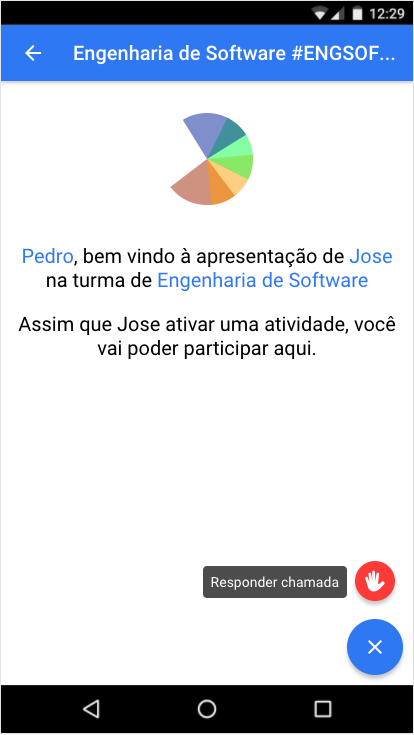 12:29
Engenharia de Software #ENGSOF...
Pedro, bem vindo à apresentação de Jose
na turma de Engenharia de Software
Assim que Jose ativar uma atividade, você
vai poder participar aqui.
Responder chamada